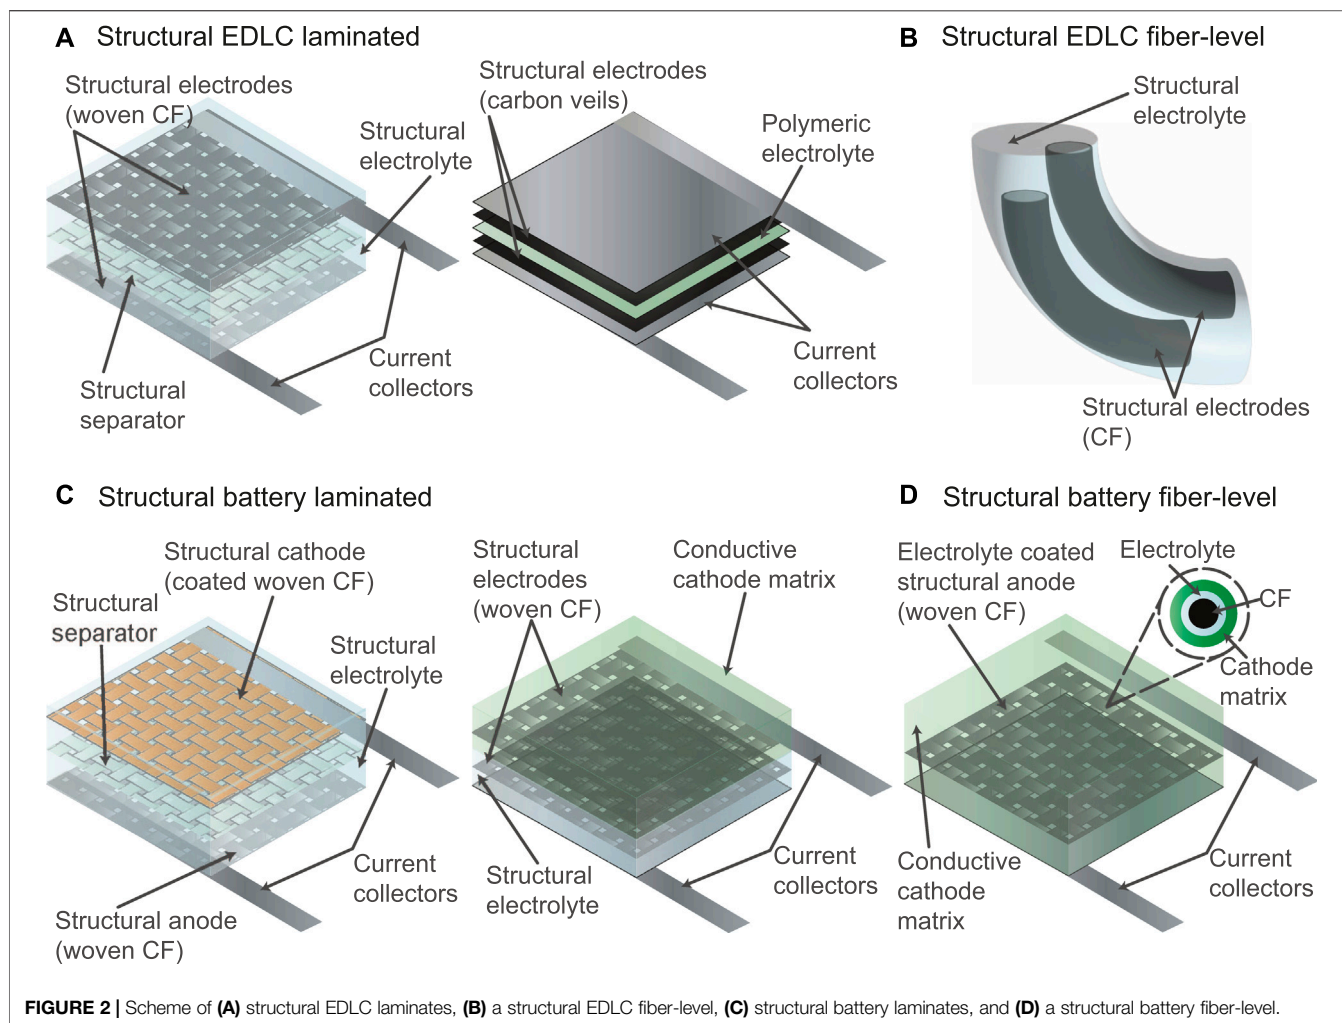 A Structural EDLC laminated
Structural electrodes
(woven CF)
Structural
electrolyte
Structural
separator
Current
collectors
Structural electrodes
(carbon veils)
Polymeric
electrolyte
Current
collectors
B Structural EDLC fiber-level
Structural
electrolyte
Structural electrodes
(CF)
C Structural battery laminated
Structural cathode
(coated woven CF)
Structural
separator
Structural
electrolyte
Current
collectors
Structural anode
(woven CF)
Structural
electrodes
(woven CF)
Conductive
cathode matrix
Current
collectors
Structural
electrolyte
D Structural battery fiber-level
Electrolyte coated
structural anode
(woven CF)
Electrolyte
CF
Cathode
matrix
Conductive
cathode
matrix
Current
collectors
FIGURE 2 | Scheme of (A) structural EDLC laminates, (B) a structural EDLC fiber-level, (C) structural battery laminates, and (D) a structural battery fiber-level.